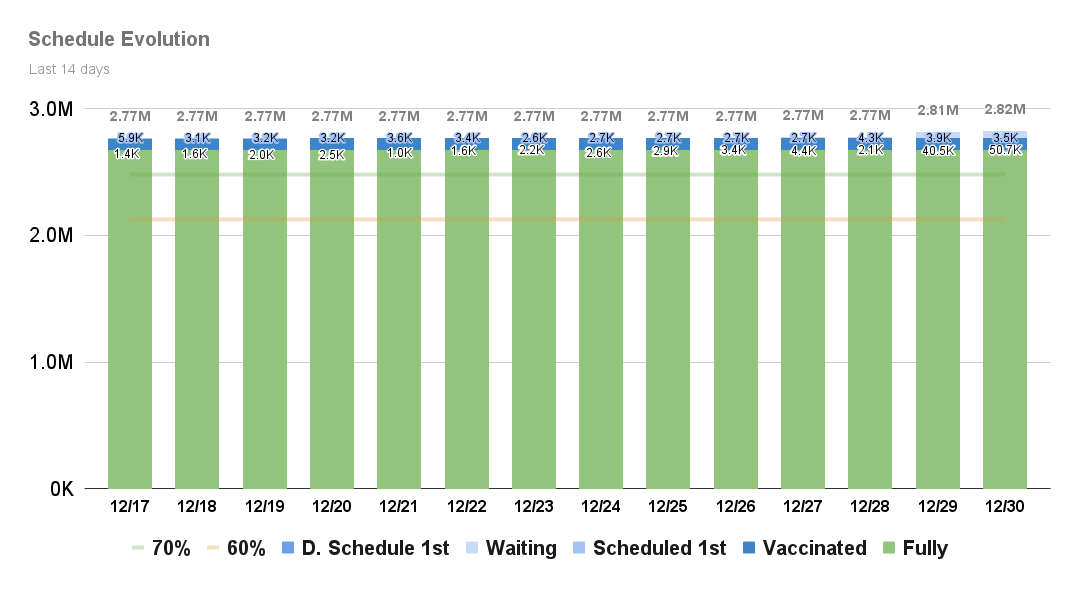 Schedule Evolution
Last 14 days
3.0M
2.77M 2.77M 2.77M 2.77M 2.77M 2.77M 2.77M 2.77M 2.77M 2.77M 2.77M 2.77M 2.81M 2.82M
5.9K 3.1K 3.2K 3.2K 3.6K 3.4K 2.6K 2.7K 2.7K 2.7K 2.7K 4.3K 3.9K 3.5K
1.4K 1.6K 2.0K 2.5K 1.0K 1.6K 2.2K 2.6K 2.9K 3.4K 4.4K 2.1K 40.5K 50.7K
2.0M
1.0M
0K
12/17 12/18 12/19 12/20 12/21 12/22 12/23 12/24 12/25 12/26 12/27 12/28 12/29 12/30
70% 60% D. Schedule 1st Waiting Scheduled 1st Vaccinated Fully